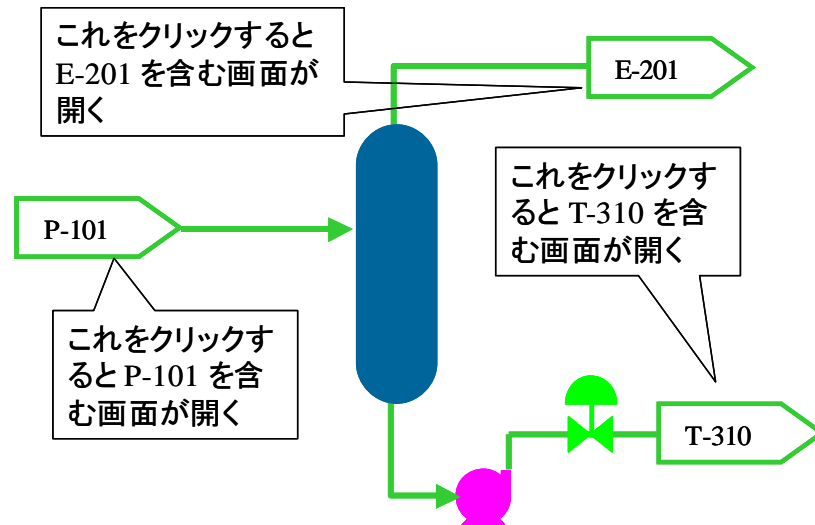 これをクリックすると
E-201 を含む画面が
開く
E-201
これをクリックす
ると T-310 を含
む画面が開く
P-101
これをクリックす
ると P-101 を含
む画面が開く
T-310